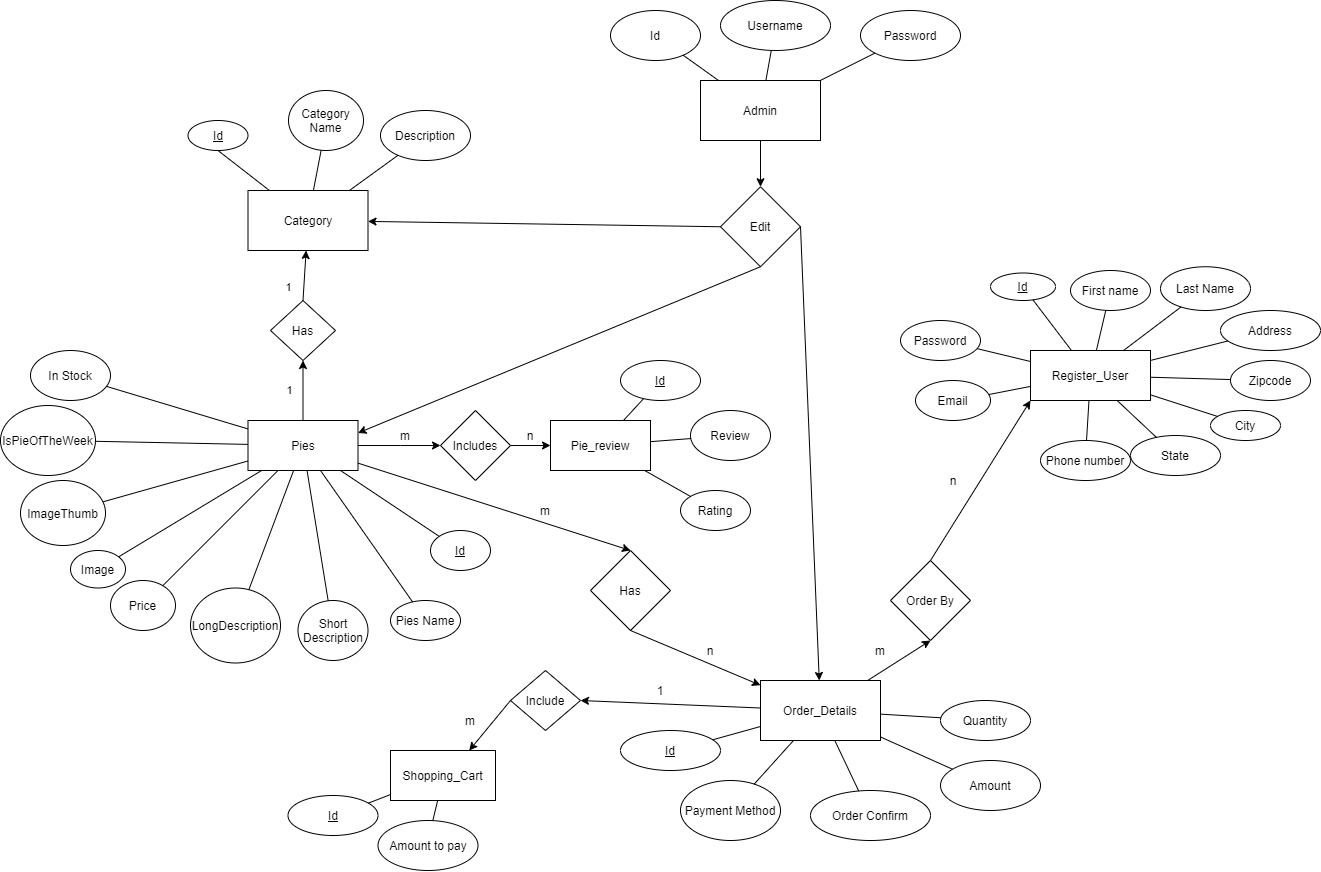 Id
Username
Password
Admin
Id
Category
Name
Description
Category
Edit
1
Has
1
Id
First name
Last Name
Address
Password
Register_User
Zipcode
Email
City
State
Phone number
In Stock
IsPieOfTheWeek
ImageThumb
Image
Price
LongDescription
Short
Description
Pies Name
Id
Pies
m
Includes
n
Pie_review
Id
Review
Rating
m
Has
n
n
Order By
m
Order_Details
Quantity
Amount
Order Confirm
Payment Method
Id
1
Include
m
Shopping_Cart
Id
Amount to pay